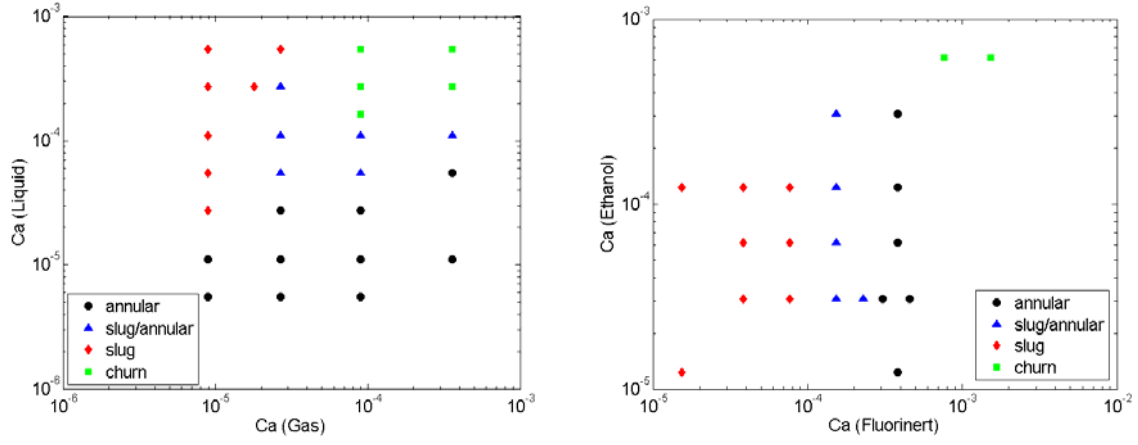 10⁻³
10⁻⁴
10⁻⁵
10⁻⁶
Ca (Liquid)
annular
slug/annular
slug
churn
10⁻⁶
10⁻⁵
10⁻⁴
10⁻³
Ca (Gas)
10⁻³
10⁻⁴
10⁻⁵
Ca (Ethanol)
annular
slug/annular
slug
churn
10⁻⁵
10⁻⁴
10⁻³
10⁻²
Ca (Fluorinert)